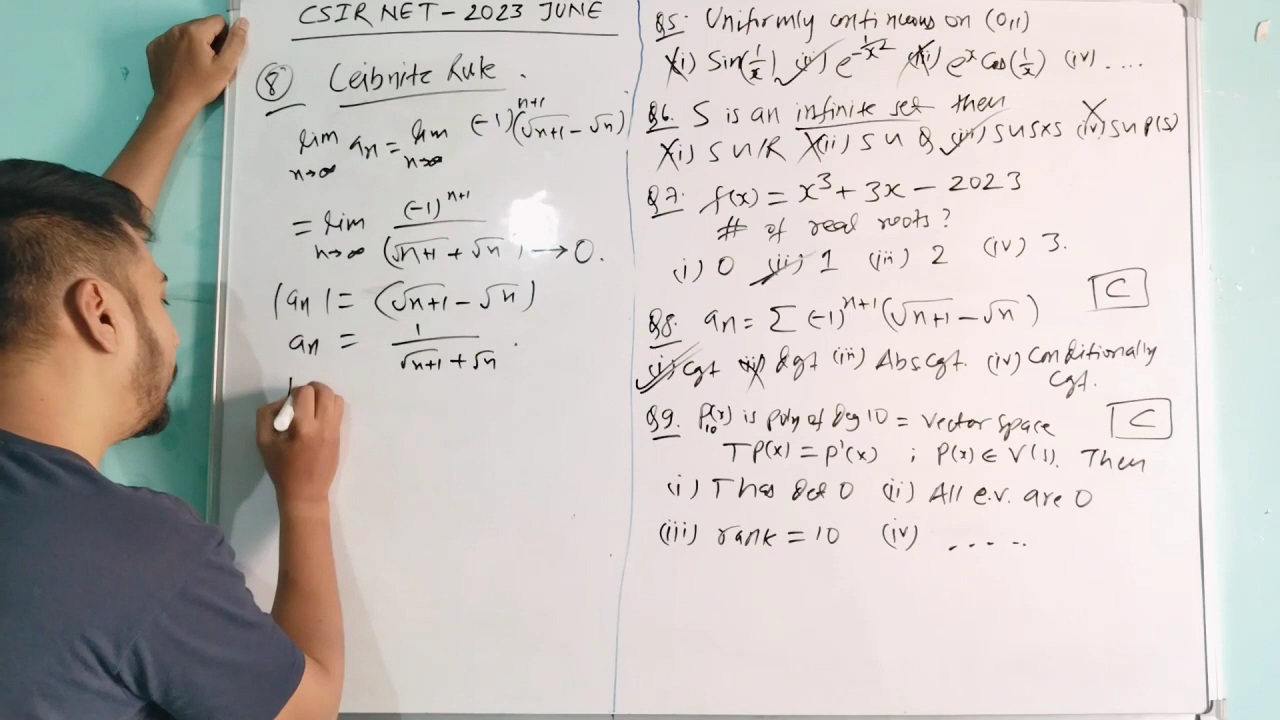 CSIR NET - 2023 JUNE
⑧ Leibnitz Rule.
lim n→∞ an = lim n→∞ (-1)^n+1 (√n+1 - √n)
= lim n→∞ (-1)^n+1 / (√n+1 + √n) → 0.
|an| = (√n+1 - √n)
an = 1 / √n+1 + √n .
Q5. Uniformly continuous on (0,1)
(i) Sin(1/x) (ii) e^-1/x² (iii) e^x Cos(1/x) (iv) ....
Q6. S is an infinite set then
(i) S ∪ ℝ (ii) S ∪ Q (iii) S ∪ S×S (iv) S ∪ P(S)
Q7. f(x) = x³ + 3x - 2023
# of real roots?
(i) 0 (ii) 1 (iii) 2 (iv) 3.
C
Q8. an = Σ (-1)^n+1 (√n+1 - √n)
(i) Cgt (ii) dgt (iii) Abs Cgt. (iv) Conditionally
Cgt.
C
Q9. P10(x) is poly of deg 10 = Vector Space
TP(x) = P'(x) ; P(x) ∈ V(s). Then
(i) T has det 0 (ii) All e.v. are 0
(iii) rank = 10 (iv) .....